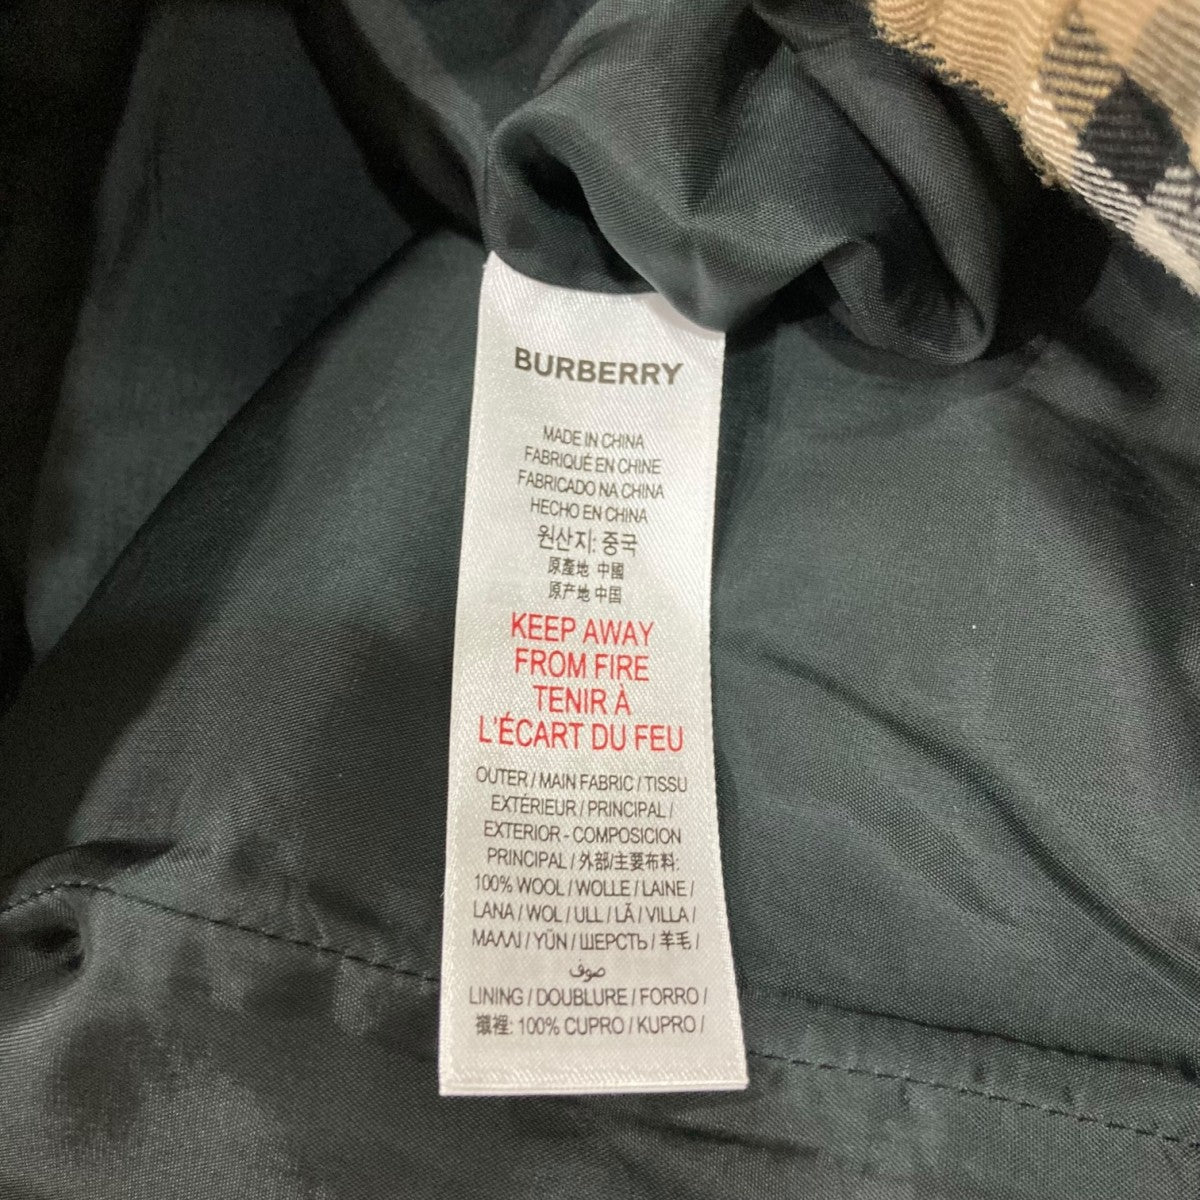 BURBERRY
MADE IN CHINA
FABRIQUÉ EN CHINE
FABRICADO NA CHINA
HECHO EN CHINA
원산지: 중국
原產地 中國
原产地 中国
KEEP AWAY
FROM FIRE
TENIR À
L'ÉCART DU FEU
OUTER / MAIN FABRIC / TISSU
EXTÉRIEUR / PRINCIPAL /
EXTERIOR - COMPOSICION
PRINCIPAL / 外部/主要布料:
100% WOOL / WOLLE / LAINE /
LANA / WOL / ULL / LÃ / VILLA /
ΜΑΛΛΙ / YÜN / ШЕРСТЬ / 羊毛 /
صوف
LINING / DOUBLURE / FORRO /
襯裡: 100% CUPRO / KUPRO /